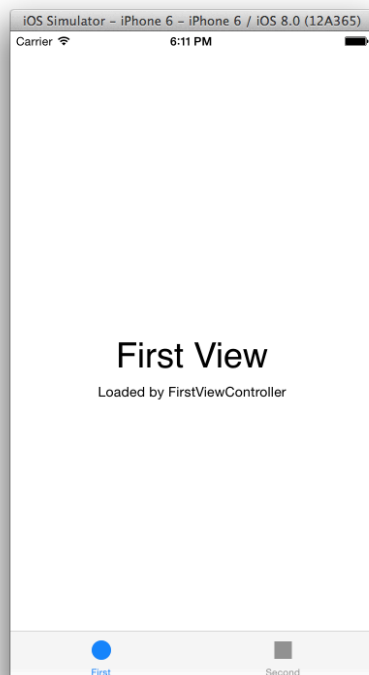 iOS Simulator – iPhone 6 – iPhone 6 / iOS 8.0 (12A365)
Carrier 6:11 PM
First View
Loaded by FirstViewController
First Second